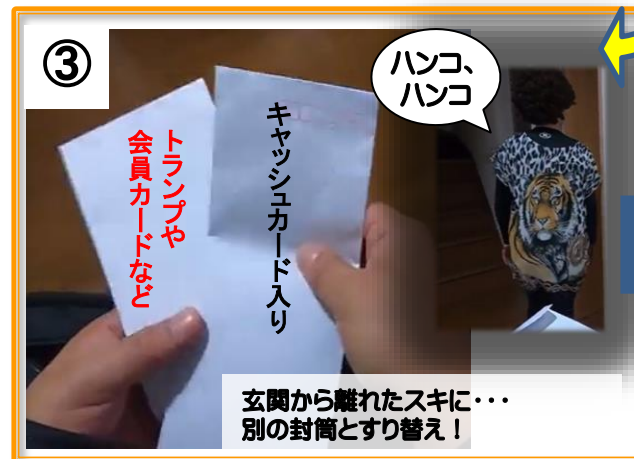 ③
ハンコ、
ハンコ
トランプや
会員カードなど
キャッシュカード入り
玄関から離れたスキに・・・
別の封筒とすり替え！